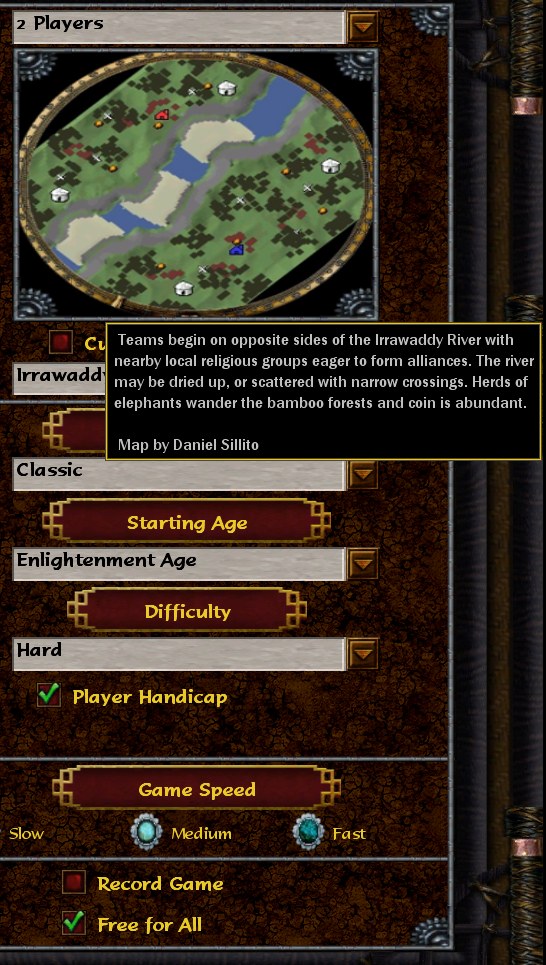 2 Players
Teams begin on opposite sides of the Irrawaddy River with
nearby local religious groups eager to form alliances. The river
may be dried up, or scattered with narrow crossings. Herds of
elephants wander the bamboo forests and coin is abundant.
Map by Daniel Sillito
Cu
Irrawaddy
Classic
Starting Age
Enlightenment Age
Difficulty
Hard
Player Handicap
Game Speed
Slow Medium Fast
Record Game
Free for All